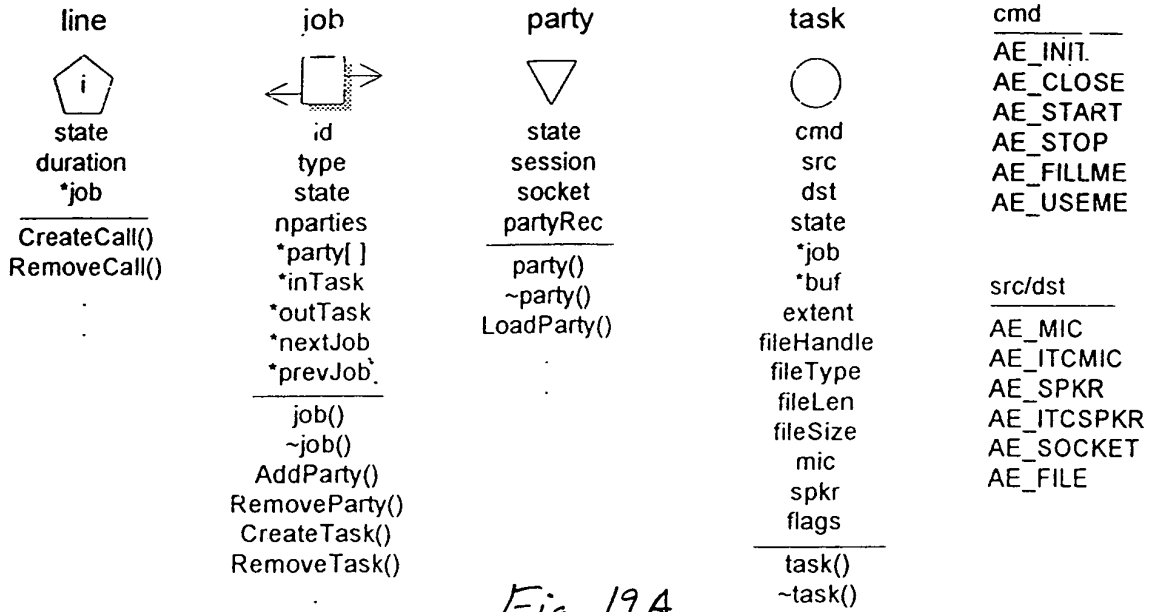 line
i
state
duration
*job
CreateCall()
RemoveCall()
.
.
job
id
type
state
nparties
*party[ ]
*inTask
*outTask
*nextJob
*prevJob
job()
~job()
AddParty()
RemoveParty()
CreateTask()
RemoveTask()
.
party
state
session
socket
partyRec
party()
~party()
LoadParty()
.
.
task
cmd
src
dst
state
*job
*buf
extent
fileHandle
fileType
fileLen
fileSize
mic
spkr
flags
task()
~task()
cmd
AE_INIT
AE_CLOSE
AE_START
AE_STOP
AE_FILLME
AE_USEME
src/dst
AE_MIC
AE_ITCMIC
AE_SPKR
AE_ITCSPKR
AE_SOCKET
AE_FILE
Fig. 19A